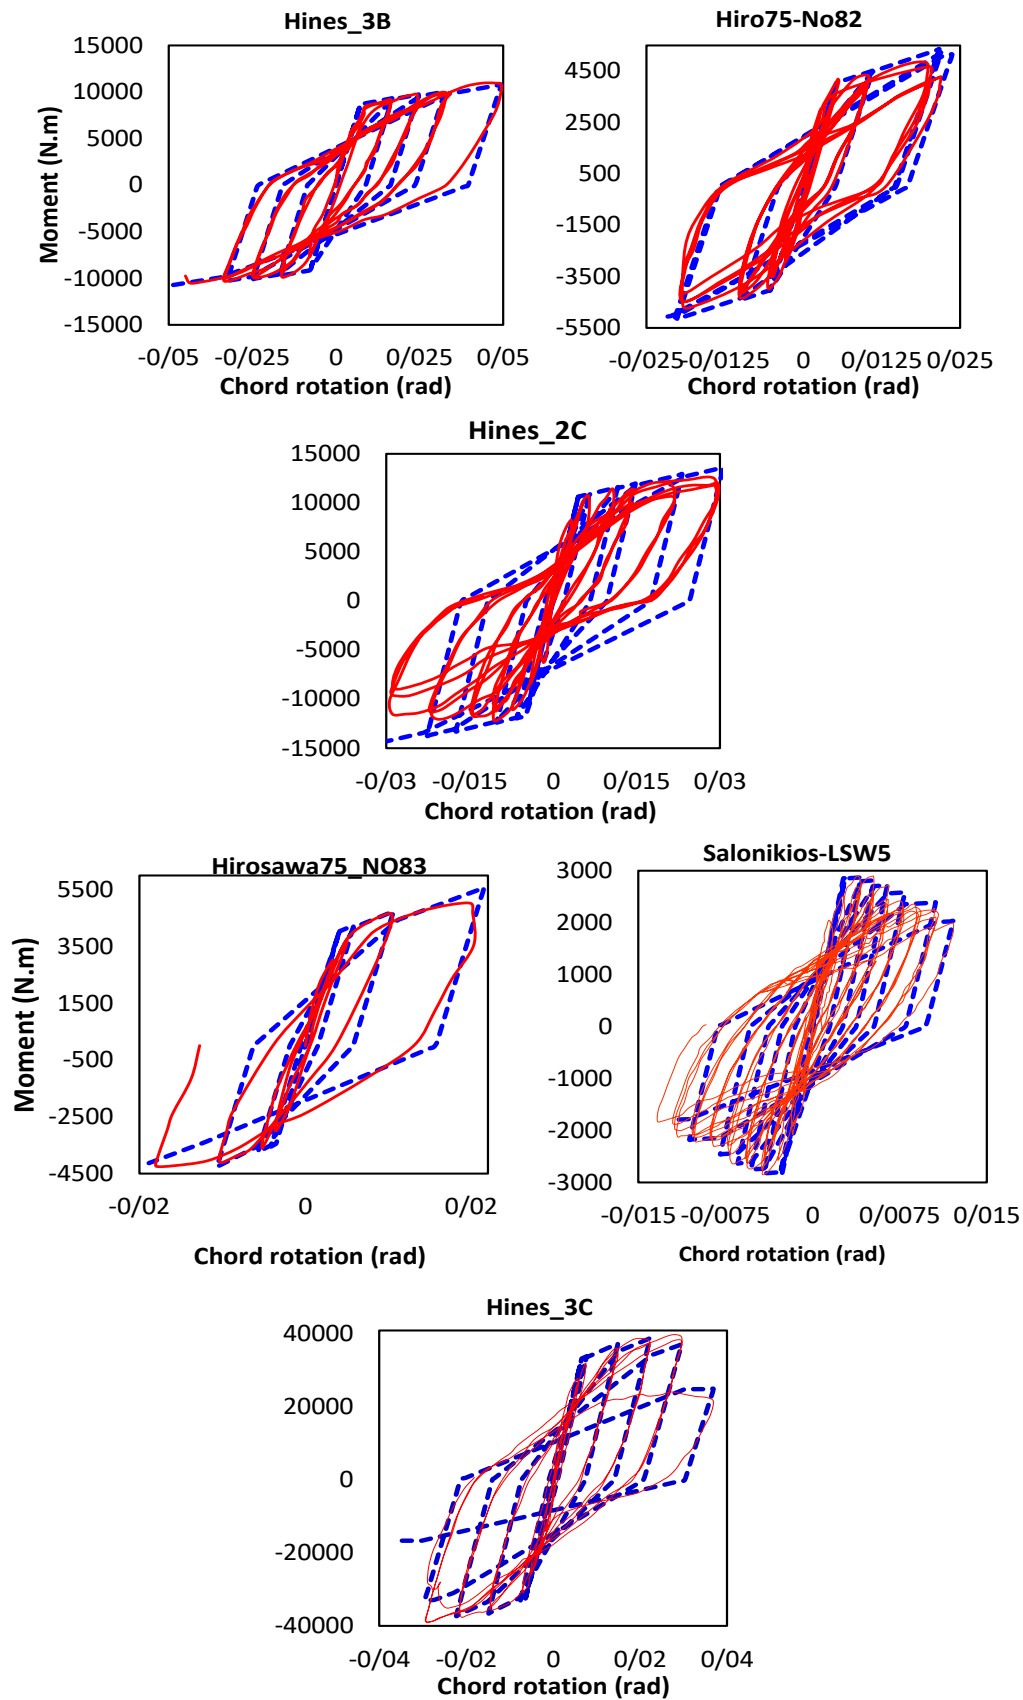 Hines_3B
15000
10000
5000
0
-5000
-10000
-15000
Moment (N.m)
-0/05 -0/025 0 0/025 0/05
Chord rotation (rad)
Hiro75-No82
4500
2500
500
-1500
-3500
-5500
-0/025 -0/0125 0 0/0125 0/025
Chord rotation (rad)
Hines_2C
15000
10000
5000
0
-5000
-10000
-15000
-0/03 -0/015 0 0/015 0/03
Chord rotation (rad)
Hirosawa75_NO83
5500
3500
1500
-500
-2500
-4500
Moment (N.m)
-0/02 0 0/02
Chord rotation (rad)
Salonikios-LSW5
3000
2000
1000
0
-1000
-2000
-3000
-0/015 -0/0075 0 0/0075 0/015
Chord rotation (rad)
Hines_3C
40000
20000
0
-20000
-40000
-0/04 -0/02 0 0/02 0/04
Chord rotation (rad)